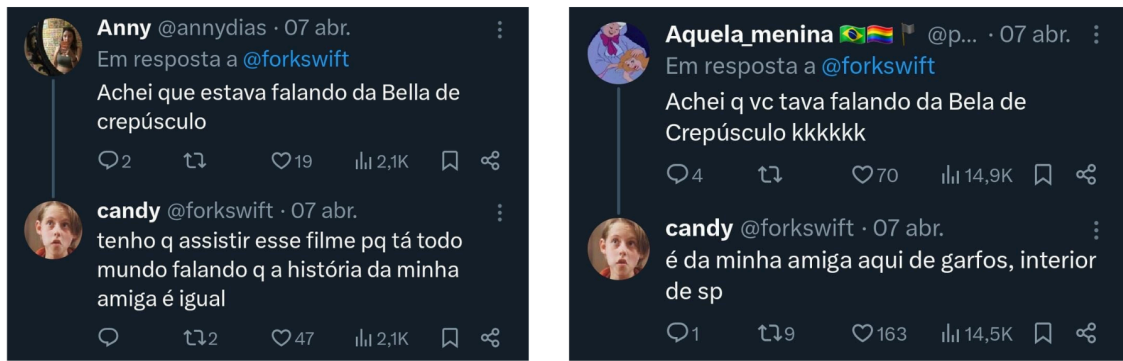 Anny @annydias · 07 abr.
Em resposta a @forkswift
Achei que estava falando da Bella de
crepúsculo
2 19 2,1K
candy @forkswift · 07 abr.
tenho q assistir esse filme pq tá todo
mundo falando q a história da minha
amiga é igual
2 47 2,1K
Aquela_menina 🇧🇷🏳️‍🌈🏴 @p... · 07 abr.
Em resposta a @forkswift
Achei q vc tava falando da Bela de
Crepúsculo kkkkkk
4 70 14,9K
candy @forkswift · 07 abr.
é da minha amiga aqui de garfos, interior
de sp
1 9 163 14,5K